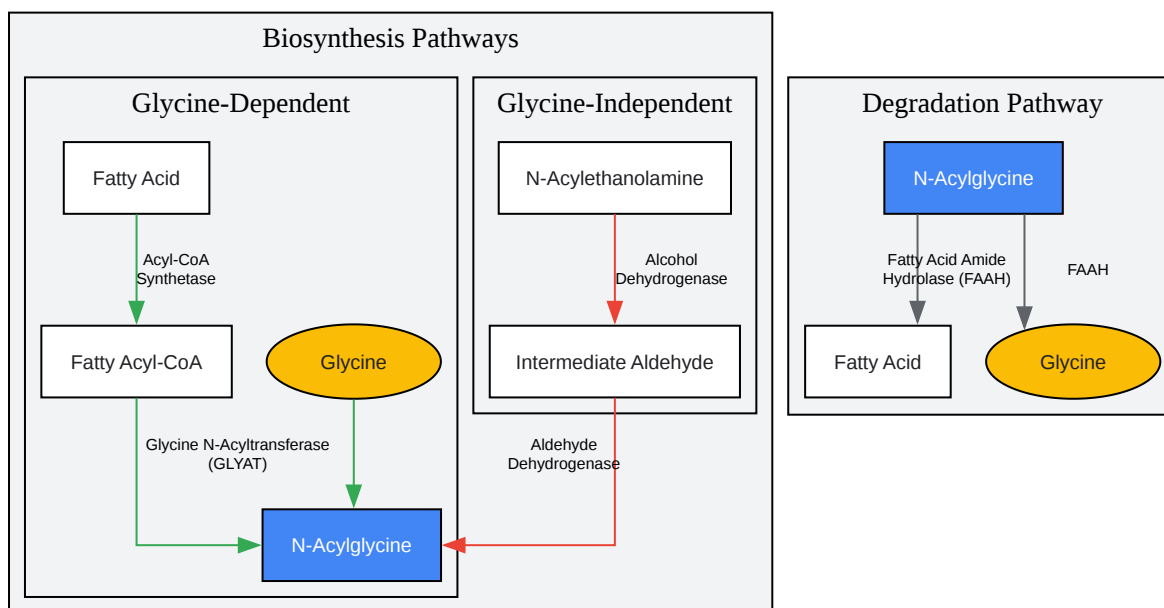 Biosynthesis Pathways
Glycine-Dependent
Glycine-Independent
Degradation Pathway
Fatty Acid
N-Acylethanolamine
N-Acylglycine
Acyl-CoA
Synthetase
Alcohol
Dehydrogenase
Fatty Acid Amide
Hydrolase (FAAH)
FAAH
Fatty Acyl-CoA
Glycine
Intermediate Aldehyde
Fatty Acid
Glycine
Glycine N-Acyltransferase
(GLYAT)
Aldehyde
Dehydrogenase
N-Acylglycine